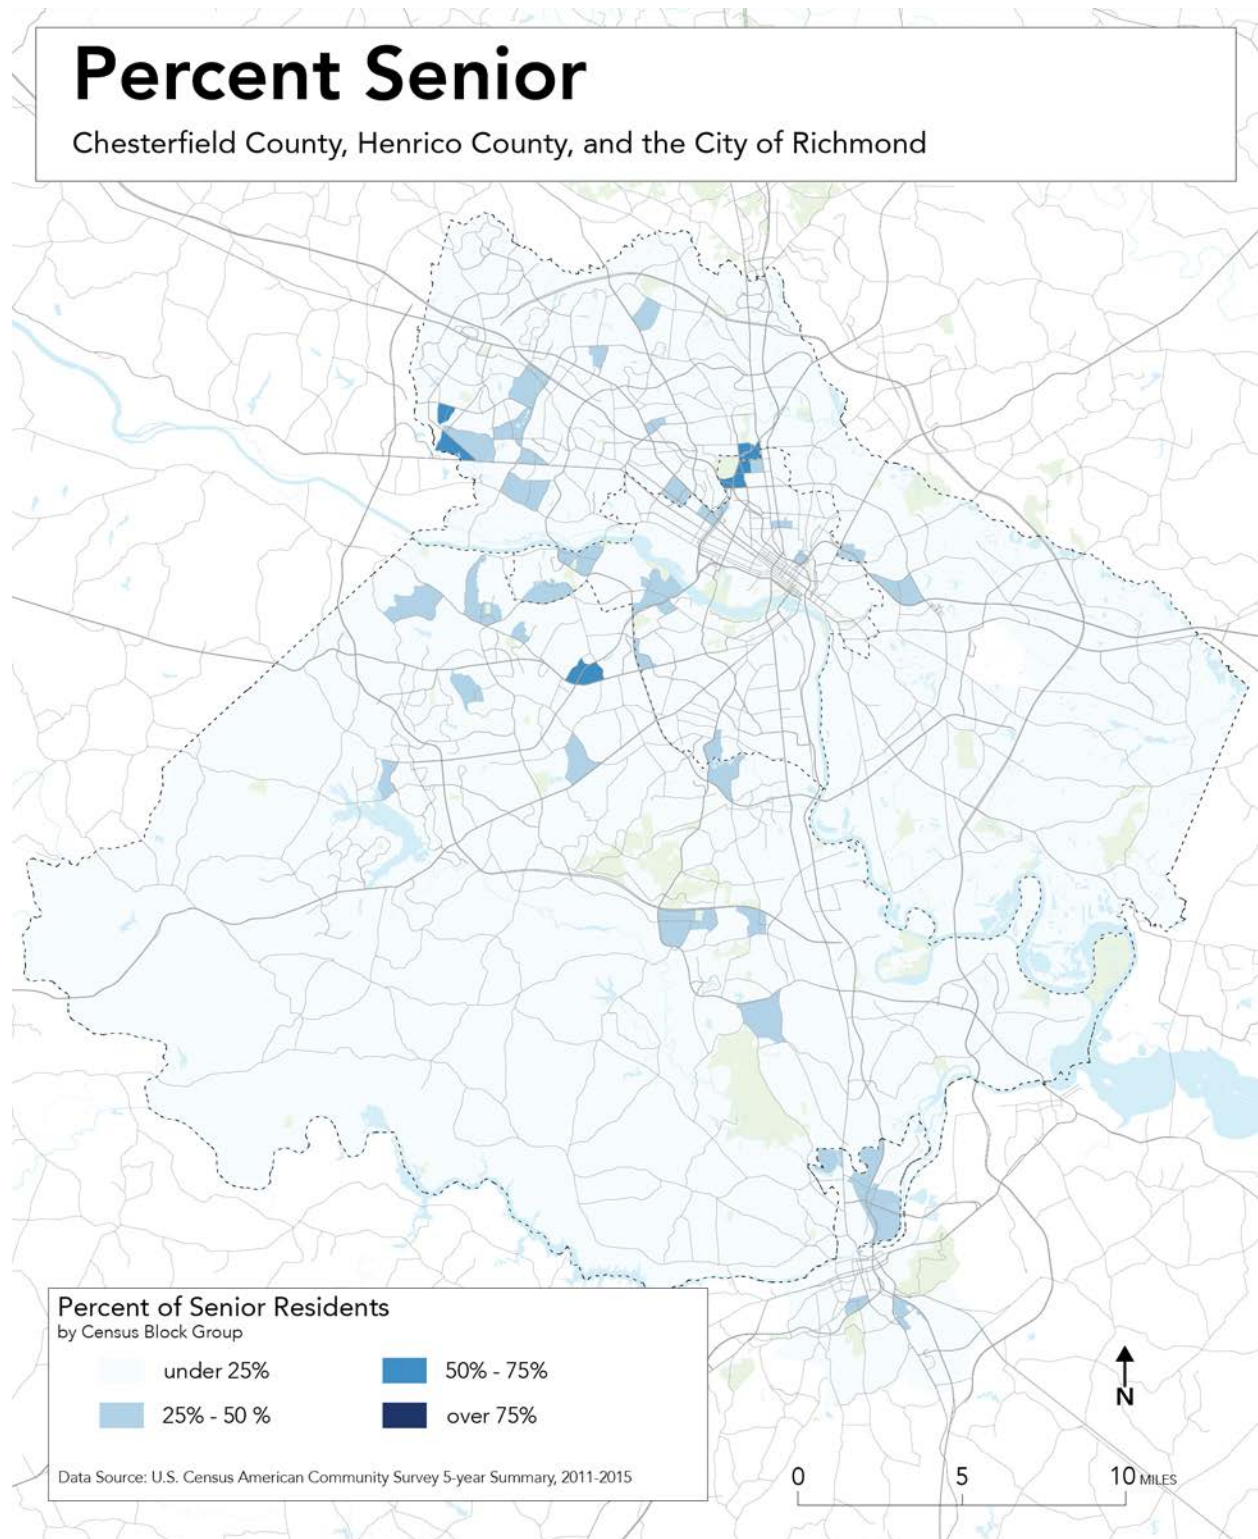 Percent Senior
Chesterfield County, Henrico County, and the City of Richmond
Percent of Senior Residents
by Census Block Group
under 25%
50% - 75%
25% - 50 %
over 75%
Data Source: U.S. Census American Community Survey 5-year Summary, 2011-2015
N
0 5 10 MILES